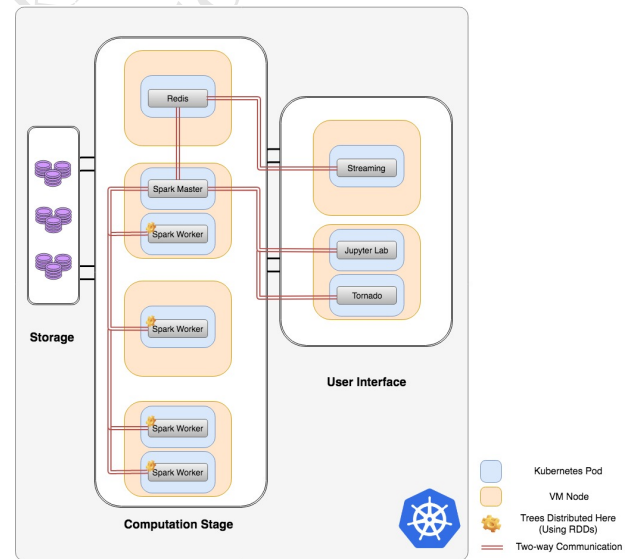 Redis
Streaming
Spark Master
Spark Worker
Jupyter Lab
Tornado
Spark Worker
Storage
User Interface
Spark Worker
Spark Worker
Computation Stage
Kubernetes Pod
VM Node
Trees Distributed Here
(Using RDDs)
Two-way Communication